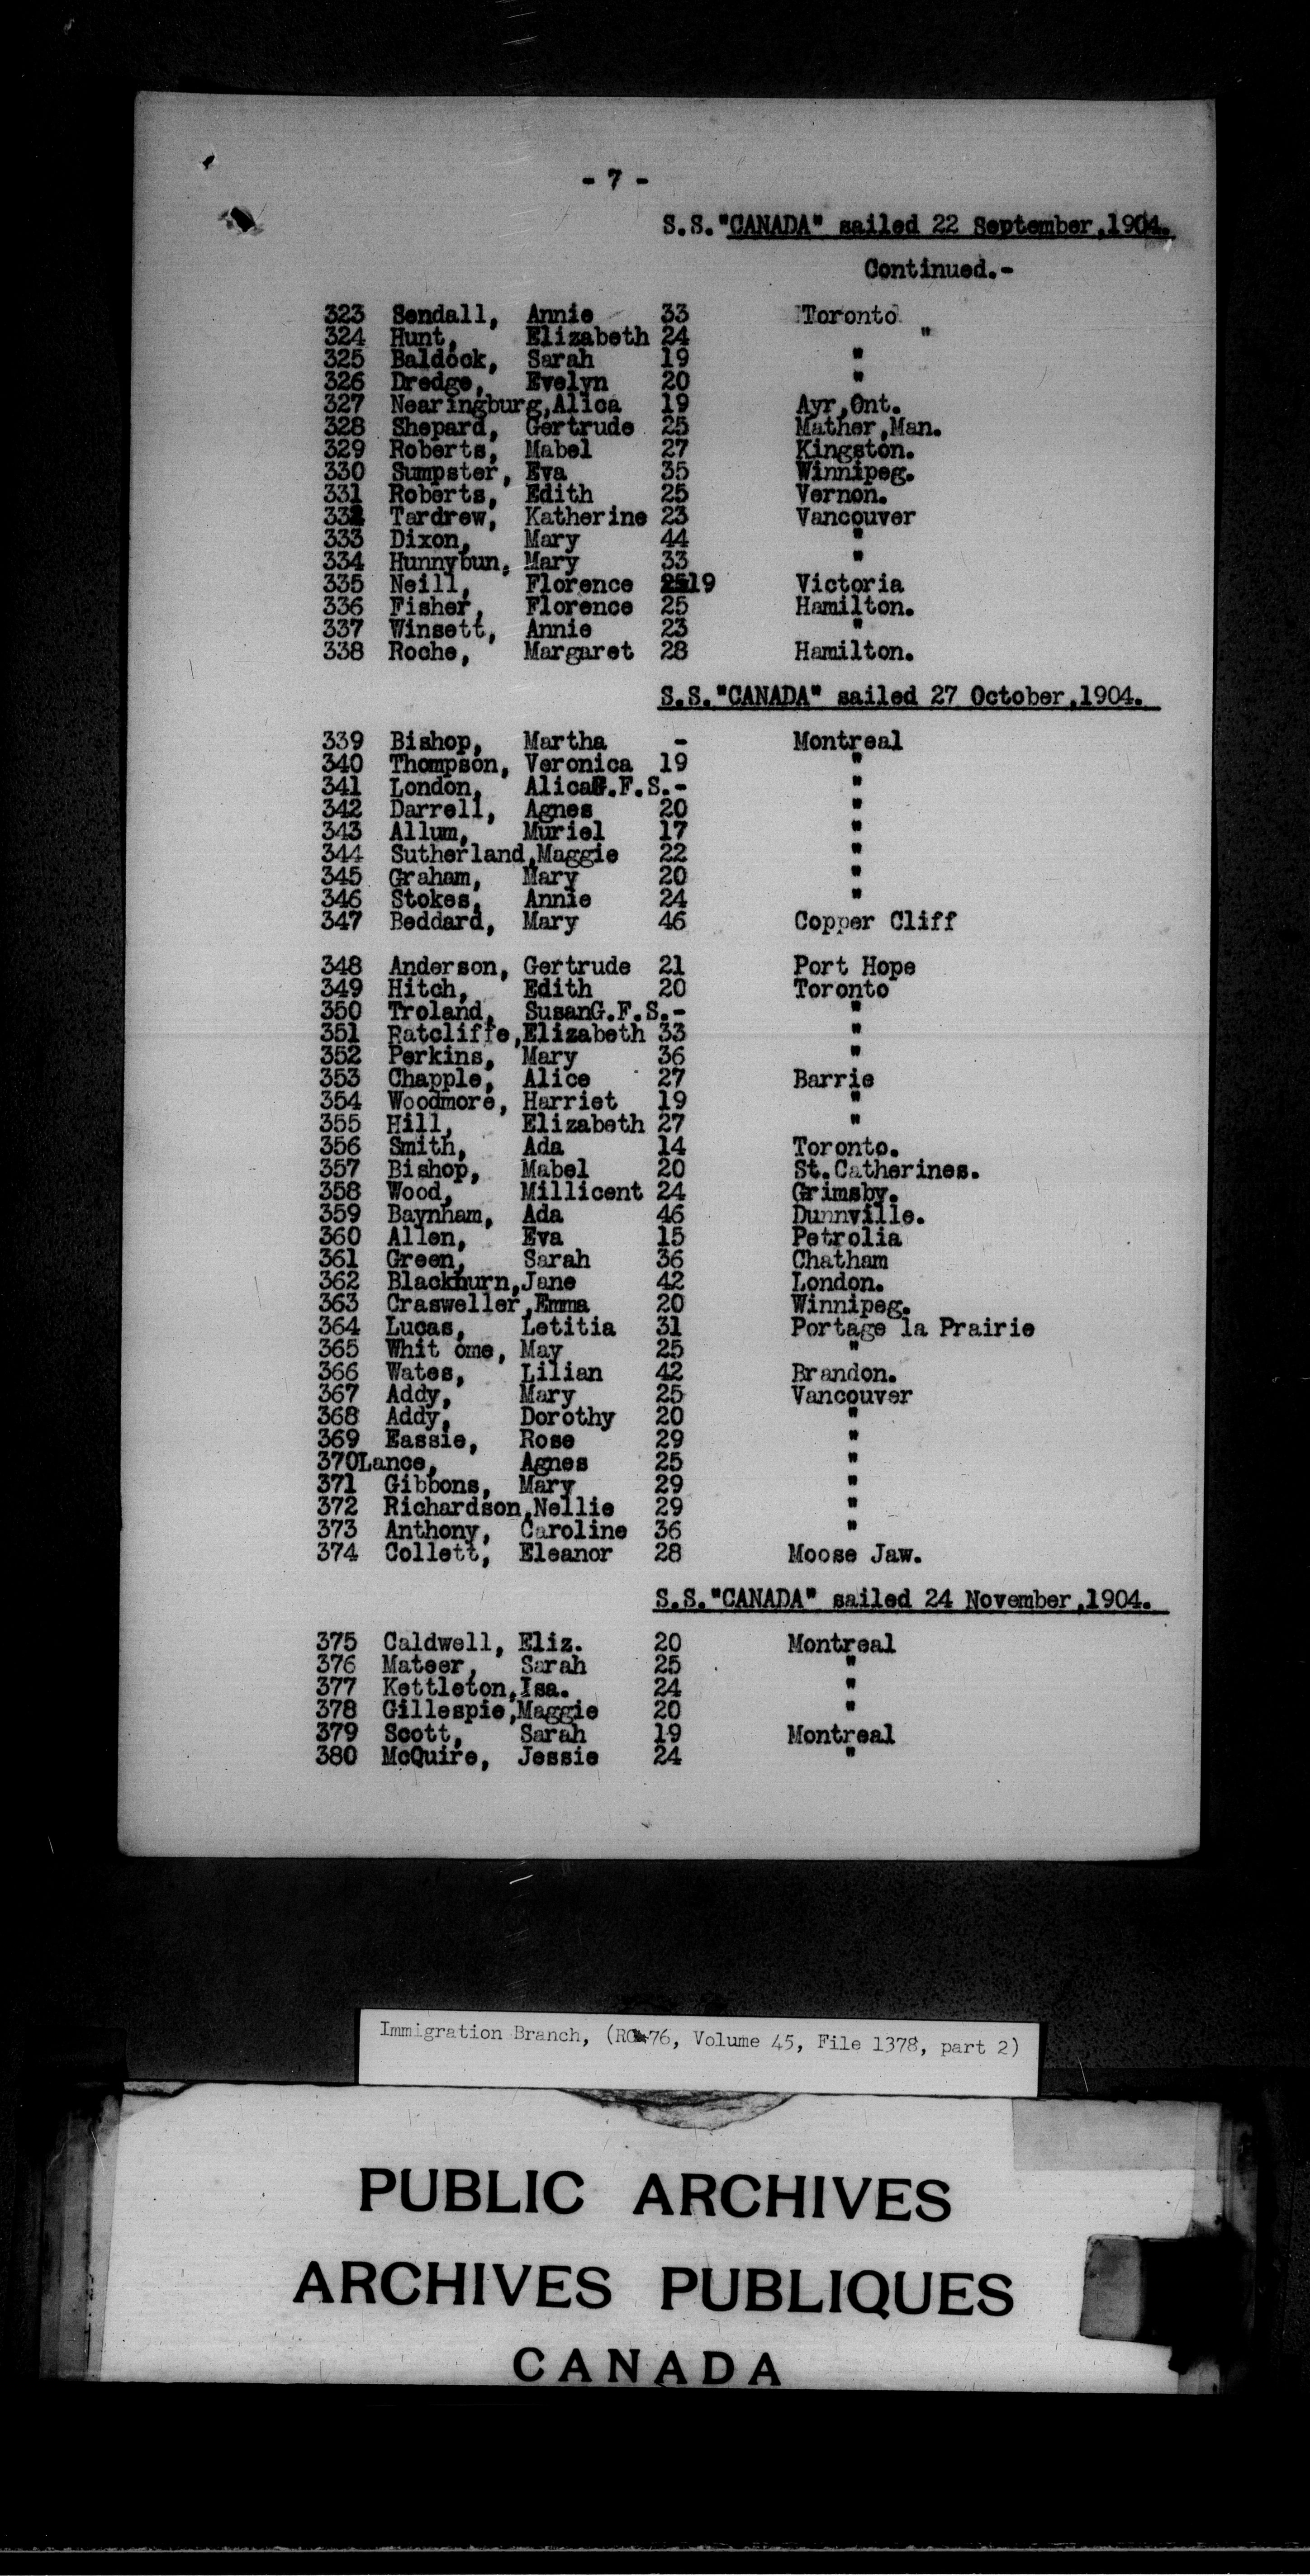 - 7 -
S.S."CANADA" sailed 22 September,1904.
Continued.-
323 Sendall, Annie 33 Toronto
324 Hunt, Elizabeth 24 "
325 Baldock, Sarah 19 "
326 Dredge, Evelyn 20 "
327 Nearingburg,Alica 19 Ayr,Ont.
328 Shepard, Gertrude 25 Mather,Man.
329 Roberts, Mabel 27 Kingston.
330 Sumpster, Eva 35 Winnipeg.
331 Roberts, Edith 25 Vernon.
332 Tardrew, Katherine 23 Vancouver
333 Dixon, Mary 44 "
334 Hunnybun, Mary 33 "
335 Neill, Florence 19 Victoria
336 Fisher, Florence 25 Hamilton.
337 Winsett, Annie 23 "
338 Roche, Margaret 28 Hamilton.
S.S."CANADA" sailed 27 October,1904.
339 Bishop, Martha - Montreal
340 Thompson, Veronica 19 "
341 London, AlicaG.F.S.- "
342 Darrell, Agnes 20 "
343 Allum, Muriel 17 "
344 Sutherland,Maggie 22 "
345 Graham, Mary 20 "
346 Stokes, Annie 24 "
347 Beddard, Mary 46 Copper Cliff
348 Anderson, Gertrude 21 Port Hope
349 Hitch, Edith 20 Toronto
350 Troland, SusanG.F.S.- "
351 Ratcliffe,Elizabeth 33 "
352 Perkins, Mary 36 "
353 Chapple, Alice 27 Barrie
354 Woodmore, Harriet 19 "
355 Hill, Elizabeth 27 "
356 Smith, Ada 14 Toronto.
357 Bishop, Mabel 20 St.Catherines.
358 Wood, Millicent 24 Grimsby.
359 Baynham, Ada 46 Dunnville.
360 Allen, Eva 15 Petrolia
361 Green, Sarah 36 Chatham
362 Blackburn,Jane 42 London.
363 Crasweller,Emma 20 Winnipeg.
364 Lucas, Letitia 31 Portage la Prairie
365 Whit ome, May 25 "
366 Wates, Lilian 42 Brandon.
367 Addy, Mary 25 Vancouver
368 Addy, Dorothy 20 "
369 Eassie, Rose 29 "
370Lance, Agnes 25 "
371 Gibbons, Mary 29 "
372 Richardson,Nellie 29 "
373 Anthony, Caroline 36 "
374 Collett, Eleanor 28 Moose Jaw.
S.S."CANADA" sailed 24 November,1904.
375 Caldwell, Eliz. 20 Montreal
376 Mateer, Sarah 25 "
377 Kettleton,Isa. 24 "
378 Gillespie,Maggie 20 "
379 Scott, Sarah 19 Montreal
380 McQuire, Jessie 24 "
Immigration Branch, (RG 76, Volume 45, File 1378, part 2)
PUBLIC ARCHIVES
ARCHIVES PUBLIQUES
CANADA